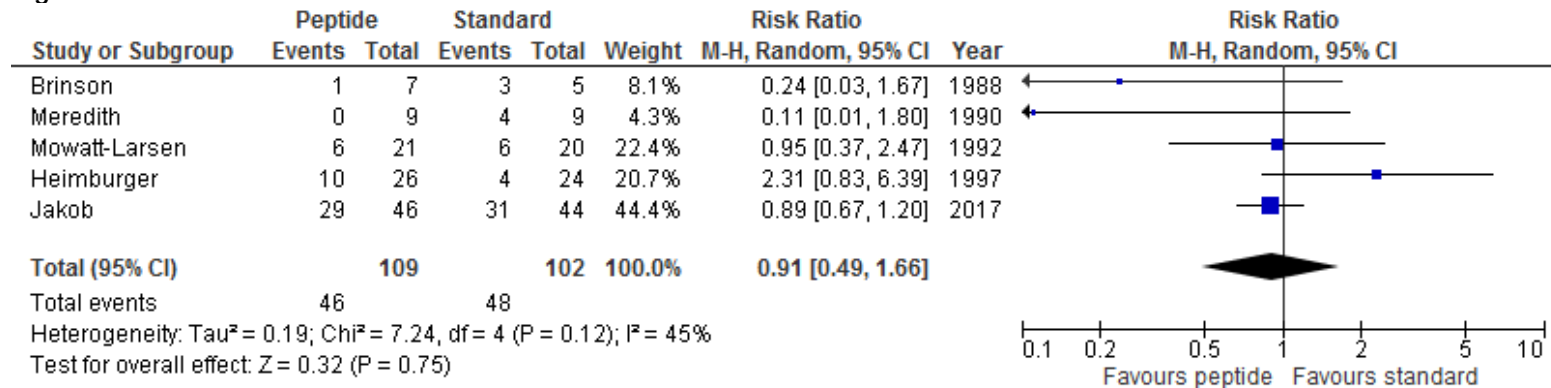 Peptide Standard Risk Ratio Risk Ratio
Study or Subgroup Events Total Events Total Weight M-H, Random, 95% CI Year M-H, Random, 95% CI
Brinson 1 7 3 5 8.1% 0.24 [0.03, 1.67] 1988
Meredith 0 9 4 9 4.3% 0.11 [0.01, 1.80] 1990
Mowatt-Larsen 6 21 6 20 22.4% 0.95 [0.37, 2.47] 1992
Heimburger 10 26 4 24 20.7% 2.31 [0.83, 6.39] 1997
Jakob 29 46 31 44 44.4% 0.89 [0.67, 1.20] 2017
Total (95% CI) 109 102 100.0% 0.91 [0.49, 1.66]
Total events 46 48
Heterogeneity: Tau² = 0.19; Chi² = 7.24, df = 4 (P = 0.12); I² = 45%
Test for overall effect: Z = 0.32 (P = 0.75)
0.1 0.2 0.5 1 2 5 10
Favours peptide Favours standard